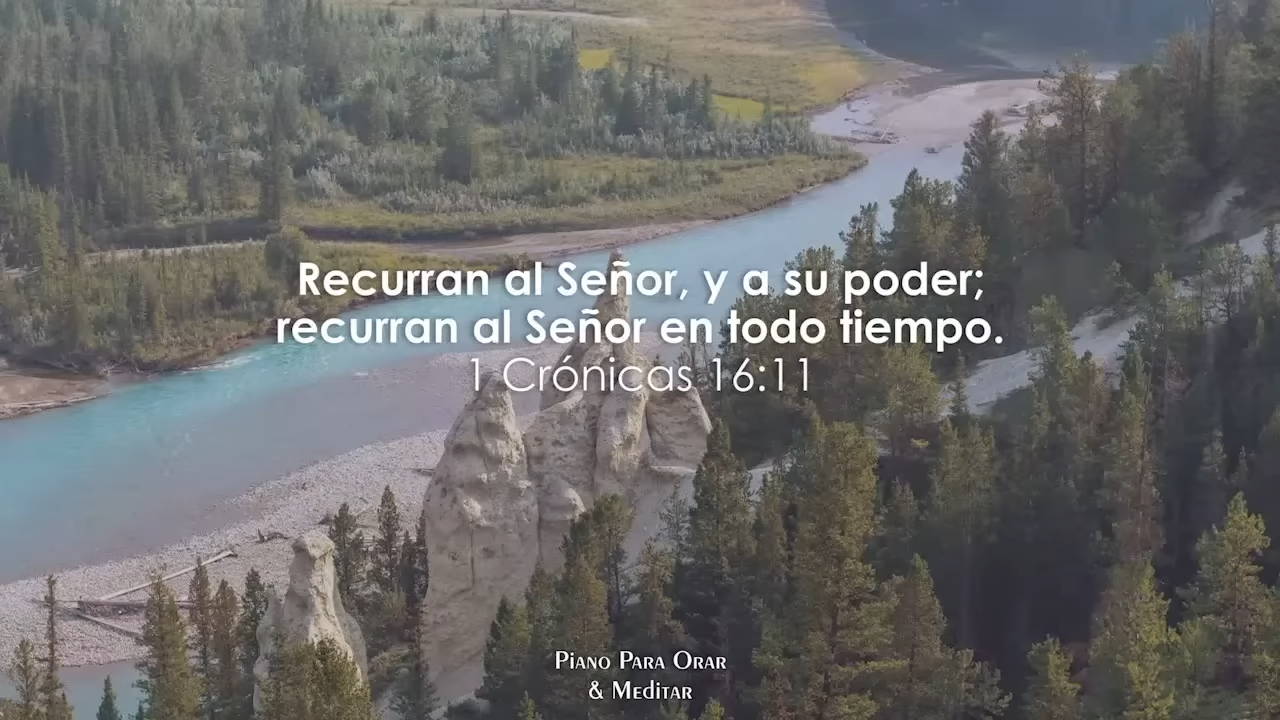 Recurran al Señor, y a su poder;
recurran al Señor en todo tiempo.
1 Crónicas 16:11
Piano Para Orar
& Meditar